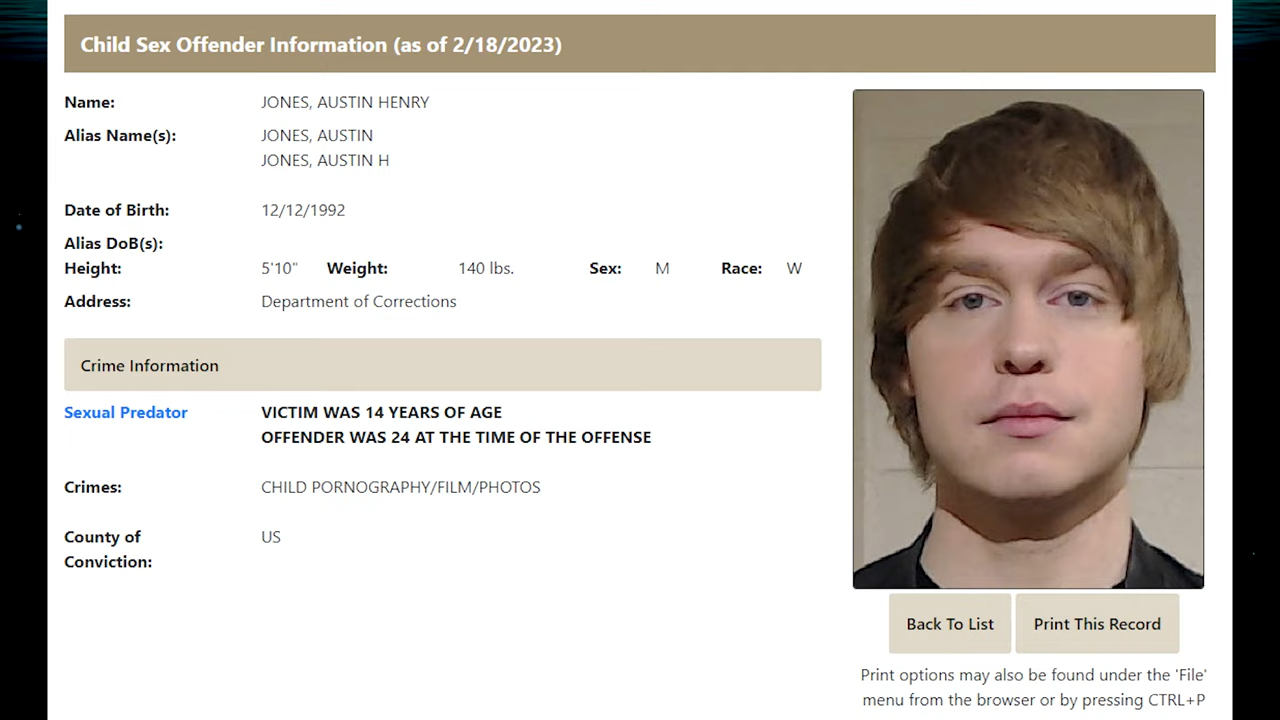 Child Sex Offender Information (as of 2/18/2023)
Name: JONES, AUSTIN HENRY
Alias Name(s): JONES, AUSTIN
JONES, AUSTIN H
Date of Birth: 12/12/1992
Alias DoB(s):
Height: 5'10" Weight: 140 lbs. Sex: M Race: W
Address: Department of Corrections
Crime Information
Sexual Predator VICTIM WAS 14 YEARS OF AGE
OFFENDER WAS 24 AT THE TIME OF THE OFFENSE
Crimes: CHILD PORNOGRAPHY/FILM/PHOTOS
County of US
Conviction:
Back To List Print This Record
Print options may also be found under the 'File'
menu from the browser or by pressing CTRL+P